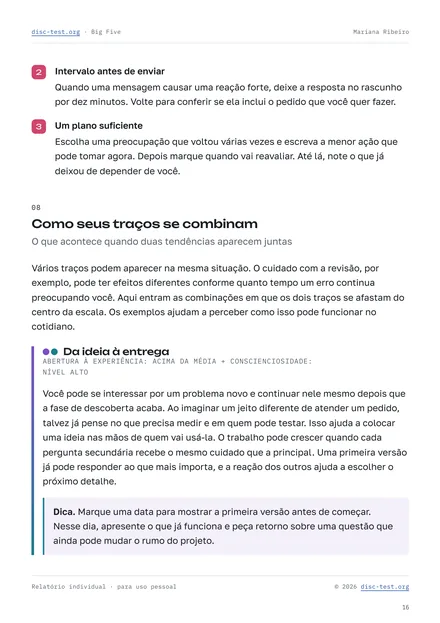 disc-test.org · Big Five
Mariana Ribeiro
2 Intervalo antes de enviar
Quando uma mensagem causar uma reação forte, deixe a resposta no rascunho
por dez minutos. Volte para conferir se ela inclui o pedido que você quer fazer.
3 Um plano suficiente
Escolha uma preocupação que voltou várias vezes e escreva a menor ação que
pode tomar agora. Depois marque quando vai reavaliar. Até lá, note o que já
deixou de depender de você.
08
Como seus traços se combinam
O que acontece quando duas tendências aparecem juntas
Vários traços podem aparecer na mesma situação. O cuidado com a revisão, por
exemplo, pode ter efeitos diferentes conforme quanto tempo um erro continua
preocupando você. Aqui entram as combinações em que os dois traços se afastam do
centro da escala. Os exemplos ajudam a perceber como isso pode funcionar no
cotidiano.
Da ideia à entrega
ABERTURA À EXPERIÊNCIA: ACIMA DA MÉDIA + CONSCIENCIOSIDADE:
NÍVEL ALTO
Você pode se interessar por um problema novo e continuar nele mesmo depois que
a fase de descoberta acaba. Ao imaginar um jeito diferente de atender um pedido,
talvez já pense no que precisa medir e em quem pode testar. Isso ajuda a colocar
uma ideia nas mãos de quem vai usá-la. O trabalho pode crescer quando cada
pergunta secundária recebe o mesmo cuidado que a principal. Uma primeira versão
já pode responder ao que mais importa, e a reação dos outros ajuda a escolher o
próximo detalhe.
Dica. Marque uma data para mostrar a primeira versão antes de começar.
Nesse dia, apresente o que já funciona e peça retorno sobre uma questão que
ainda pode mudar o rumo do projeto.
Relatório individual · para uso pessoal
© 2026 disc-test.org
16